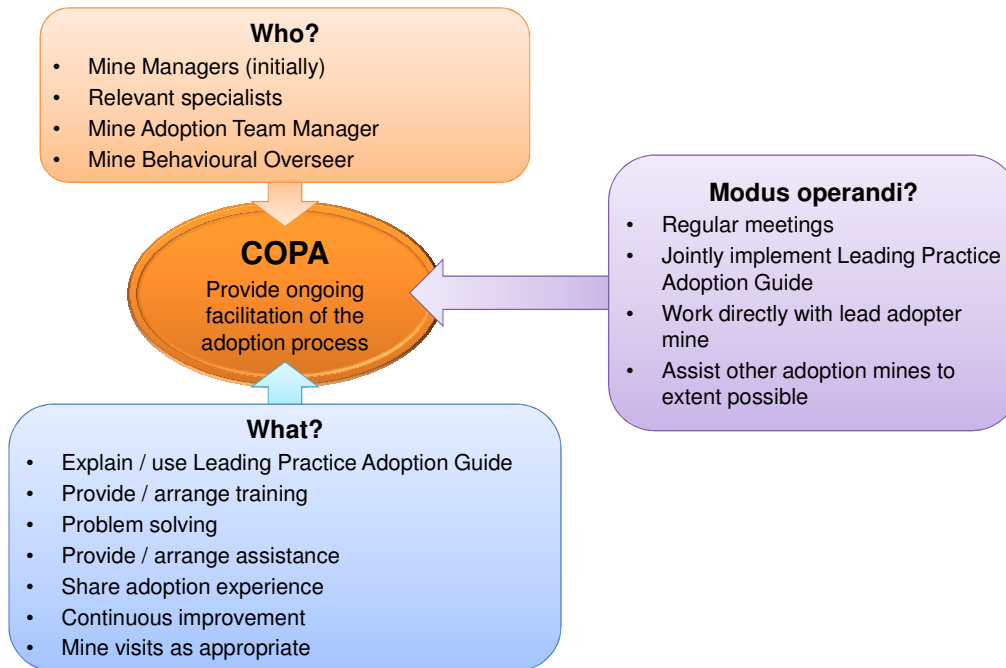 Who?
• Mine Managers (initially)
• Relevant specialists
• Mine Adoption Team Manager
• Mine Behavioural Overseer
COPA
Provide ongoing
facilitation of the
adoption process
Modus operandi?
• Regular meetings
• Jointly implement Leading Practice
Adoption Guide
• Work directly with lead adopter
mine
• Assist other adoption mines to
extent possible
What?
• Explain / use Leading Practice Adoption Guide
• Provide / arrange training
• Problem solving
• Provide / arrange assistance
• Share adoption experience
• Continuous improvement
• Mine visits as appropriate